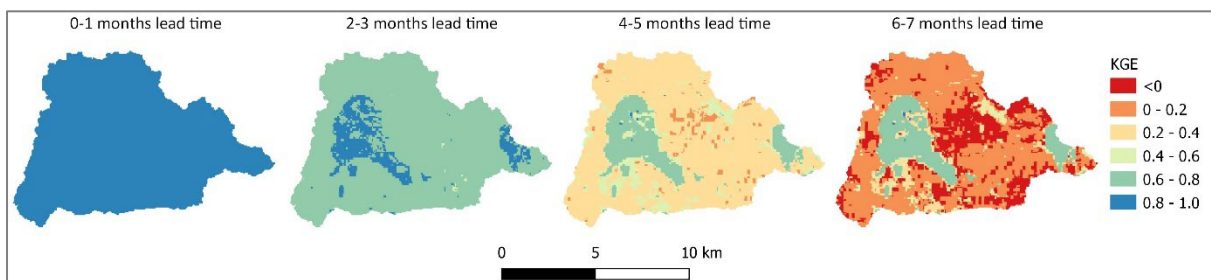 0-1 months lead time
2-3 months lead time
4-5 months lead time
6-7 months lead time
KGE
<0
0 - 0.2
0.2 - 0.4
0.4 - 0.6
0.6 - 0.8
0.8 - 1.0
0 5 10 km